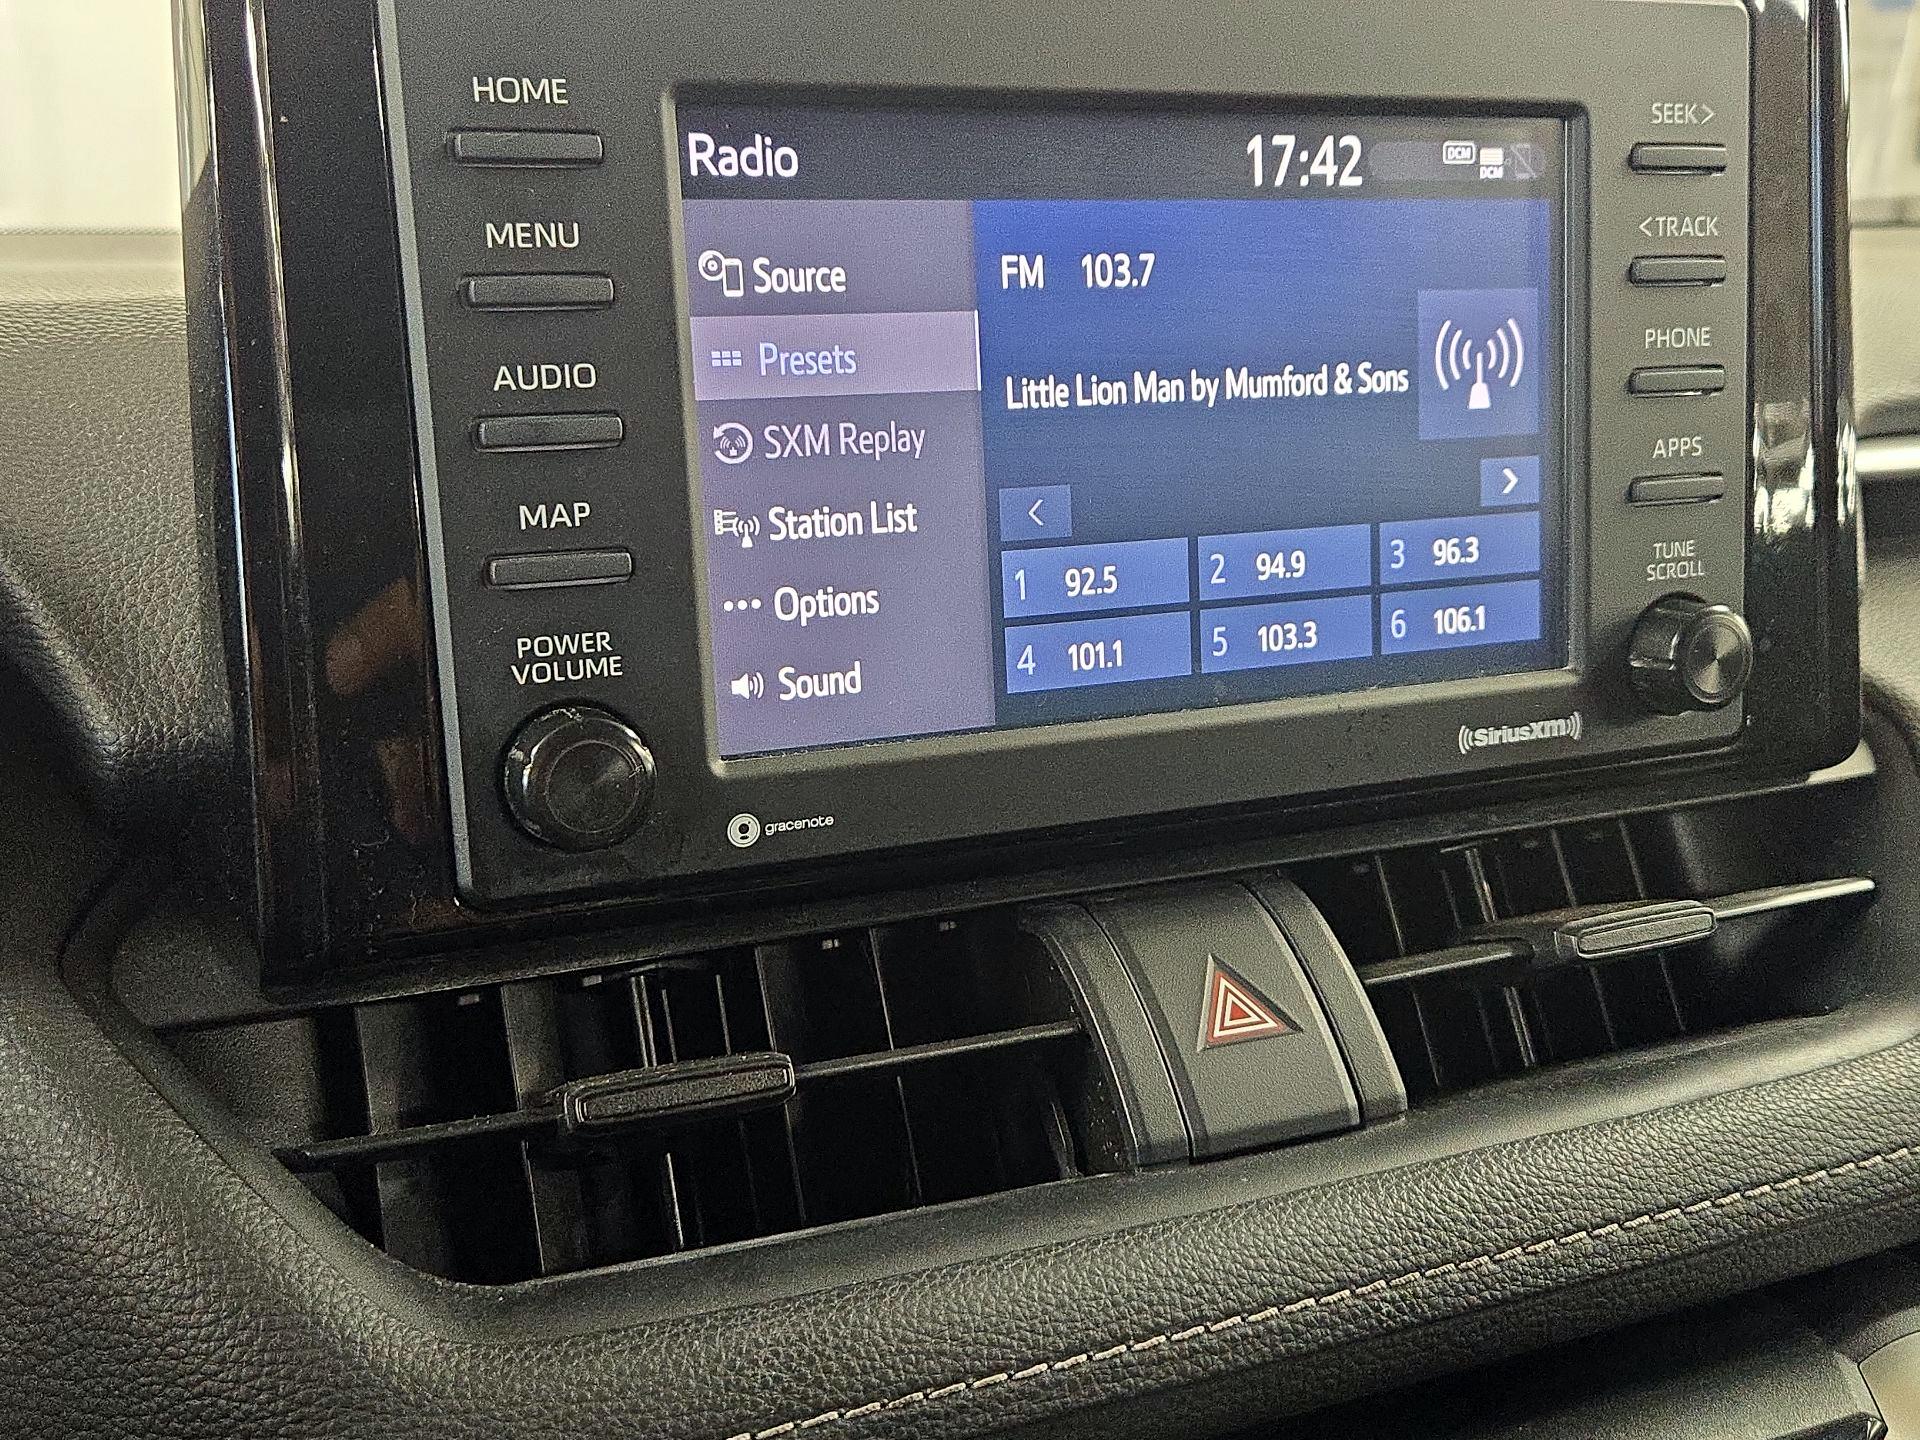 HOME
MENU
AUDIO
MAP
POWER
VOLUME
Radio
17:42
DCM
DCM
Source
Presets
SXM Replay
Station List
Options
Sound
FM 103.7
Little Lion Man by Mumford & Sons
<
>
1 92.5
2 94.9
3 96.3
4 101.1
5 103.3
6 106.1
SEEK>
<TRACK
PHONE
APPS
TUNE
SCROLL
SiriusXM
gracenote